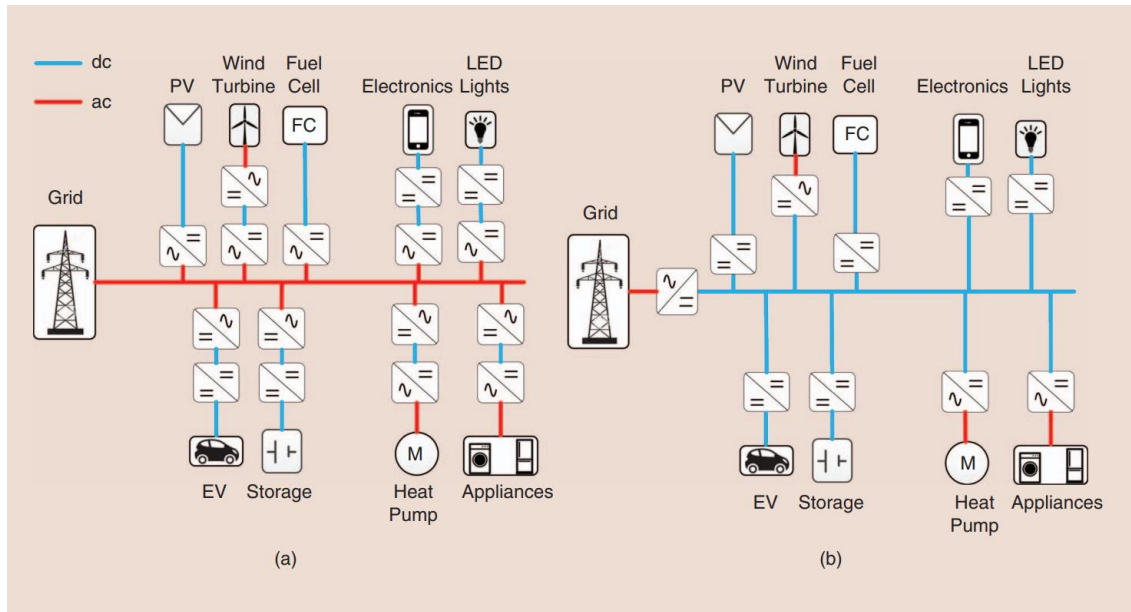 dc
ac
PV
Wind
Turbine
Fuel
Cell
FC
Electronics
LED
Lights
Grid
EV
Storage
M
Heat
Pump
Appliances
(a)
PV
Wind
Turbine
Fuel
Cell
FC
Electronics
LED
Lights
Grid
EV
Storage
M
Heat
Pump
Appliances
(b)